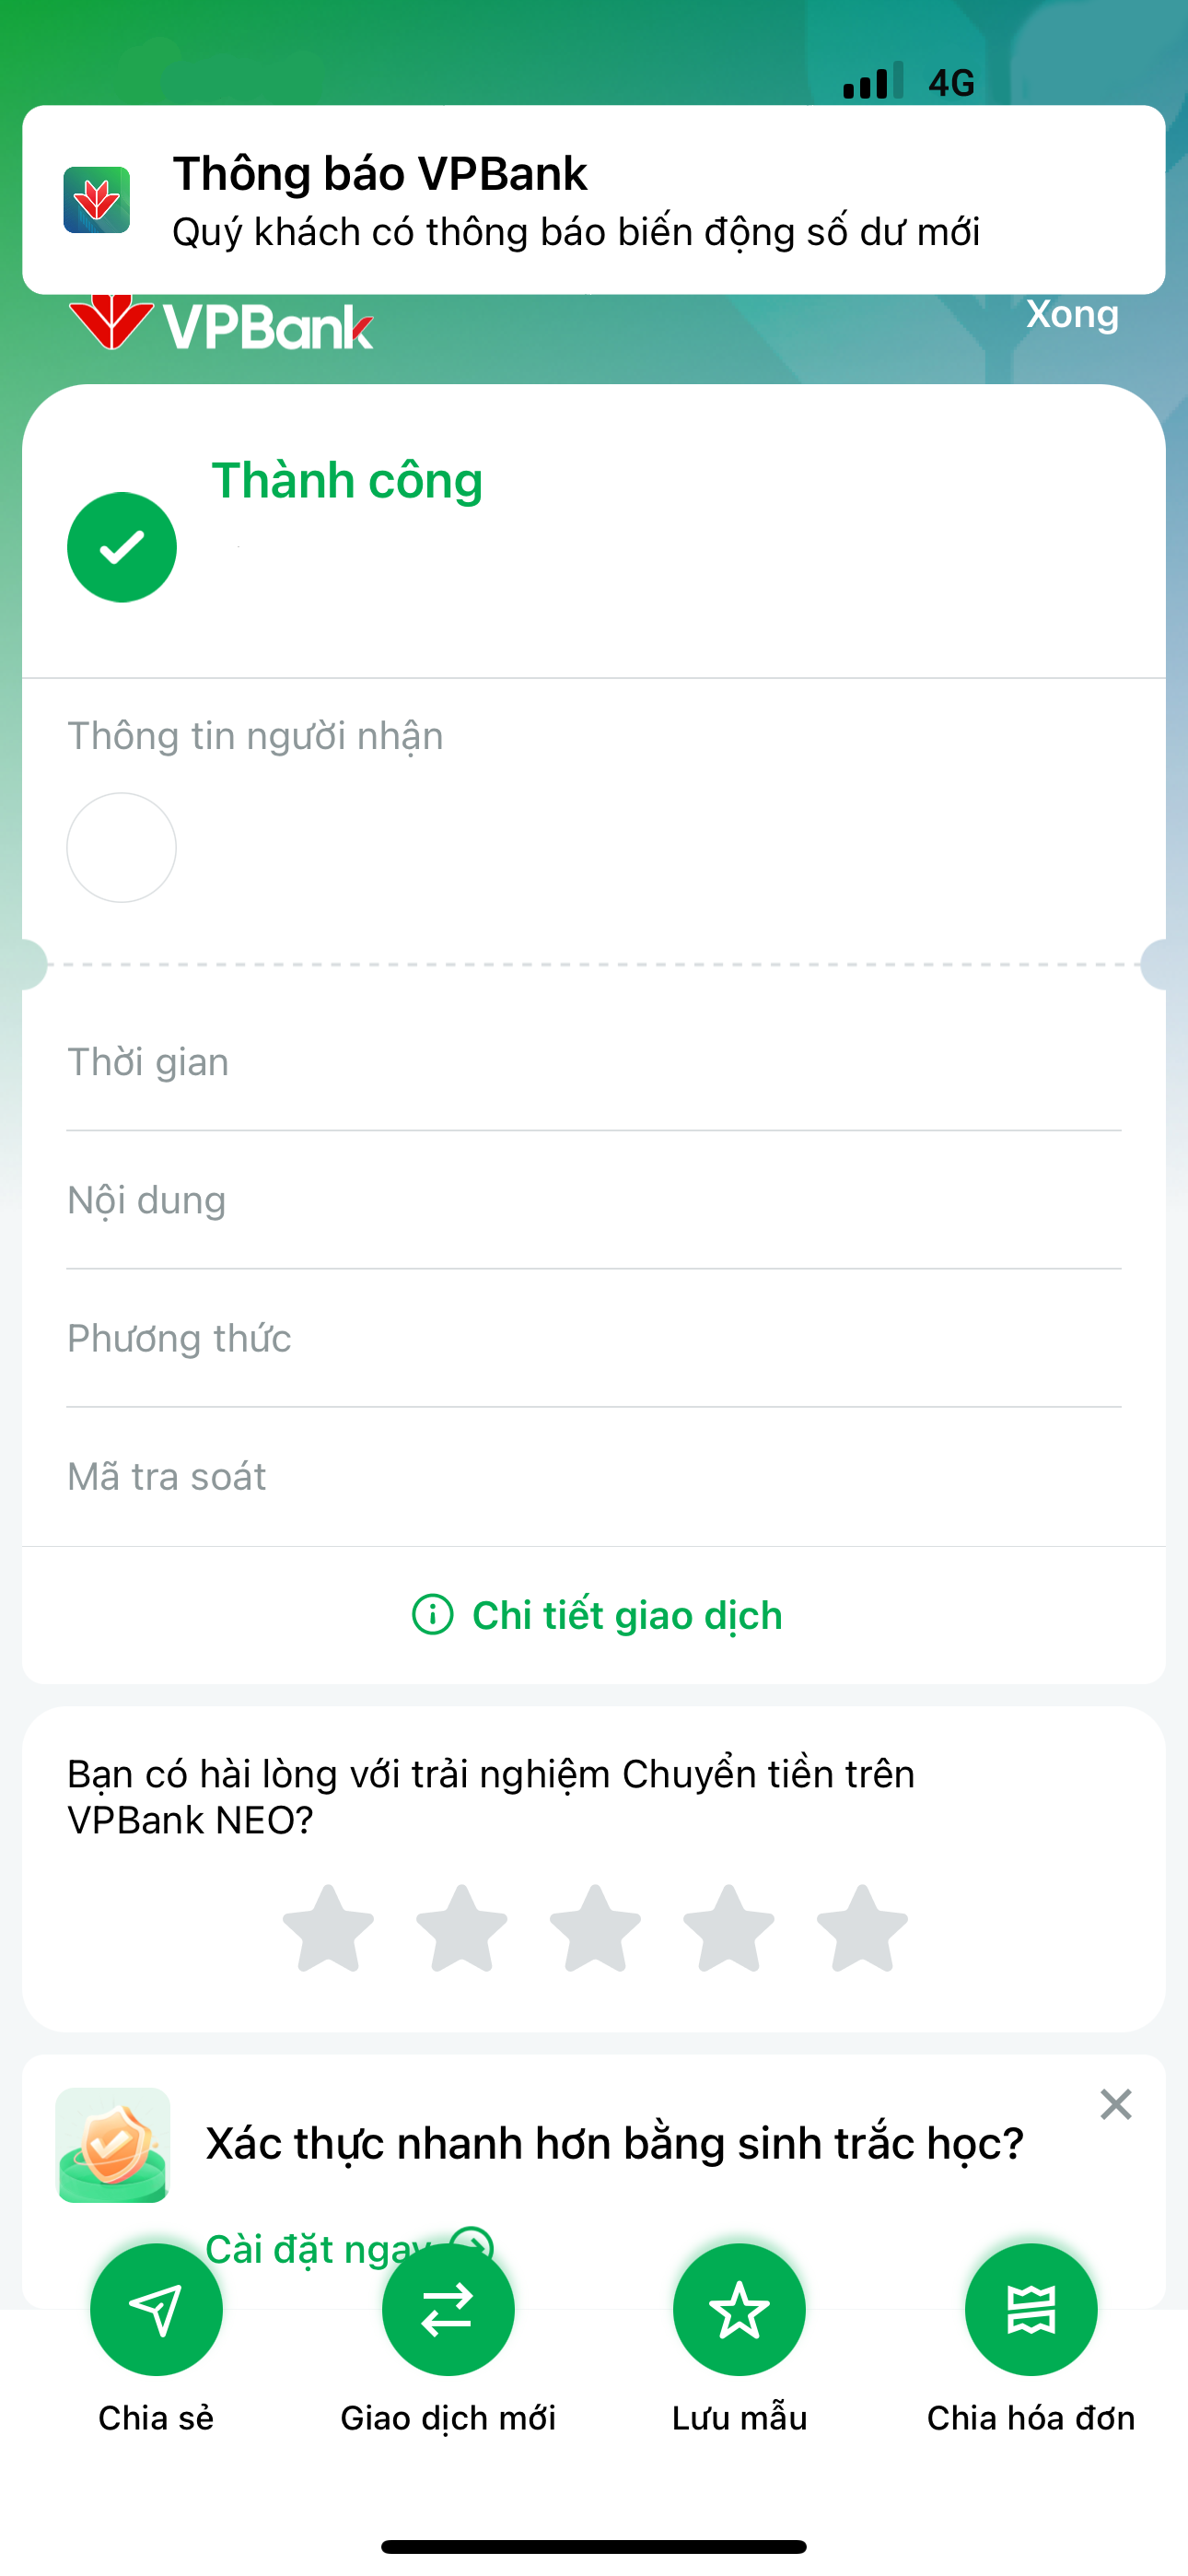 4G
Thông báo VPBank
Quý khách có thông báo biến động số dư mới
VPBank
Xong
Thành công
Thông tin người nhận
Thời gian
Nội dung
Phương thức
Mã tra soát
Chi tiết giao dịch
Bạn có hài lòng với trải nghiệm Chuyển tiền trên
VPBank NEO?
Xác thực nhanh hơn bằng sinh trắc học?
Cài đặt ngay
Chia sẻ
Giao dịch mới
Lưu mẫu
Chia hóa đơn